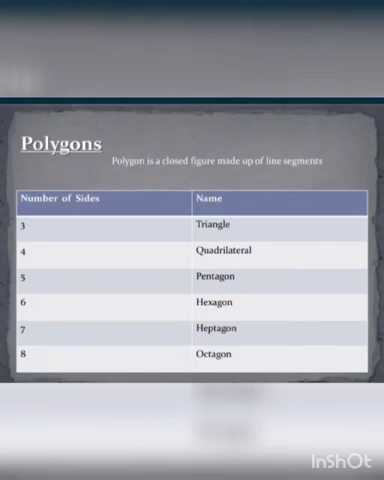 Polygons
Polygon is a closed figure made up of line segments
Number of Sides Name
3 Triangle
4 Quadrilateral
5 Pentagon
6 Hexagon
7 Heptagon
8 Octagon
InShOt